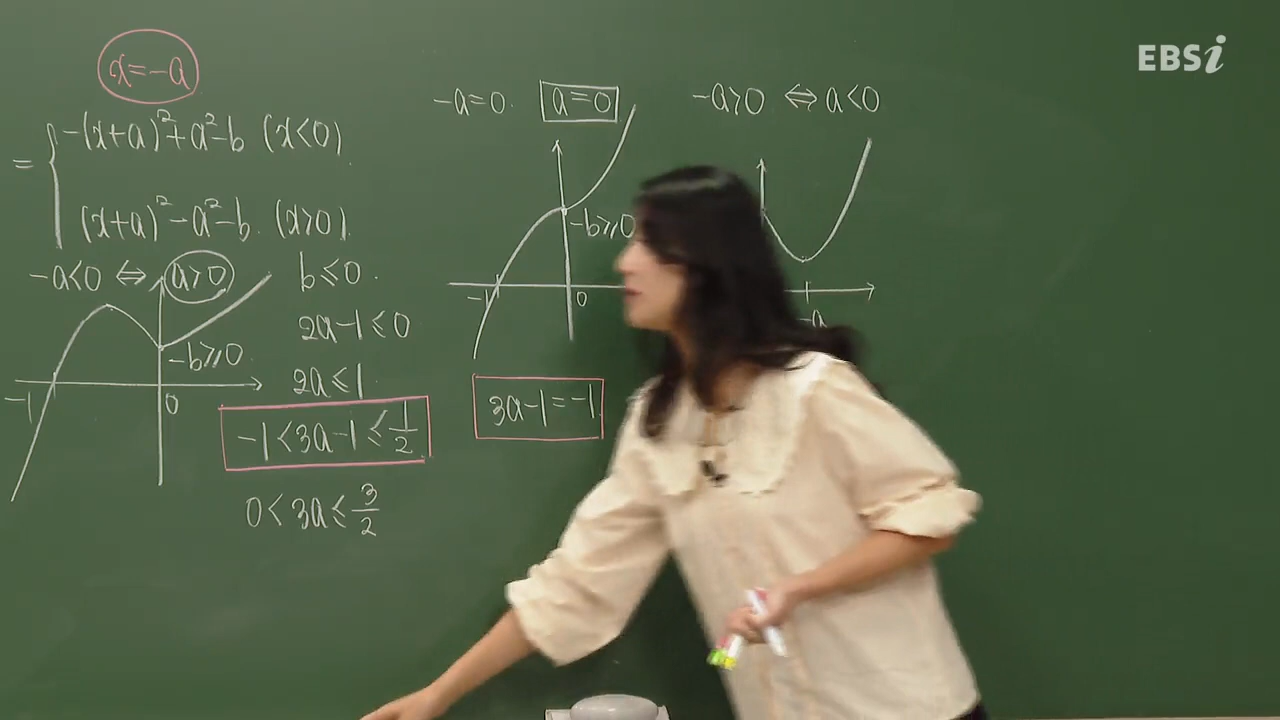 EBSi
x=-a
= { -(x+a)²+a²-b (x<0).
(x+a)²-a²-b. (x>0).
-a<0 ⇔ a>0
b≤0.
2a-1≤0
2a≤1
-b≥0.
-1
0
-1<3a-1≤1/2
0<3a≤3/2
-a=0. a=0
-b≥0
-1
0
3a-1=-1.
-a>0 ⇔ a<0
-a